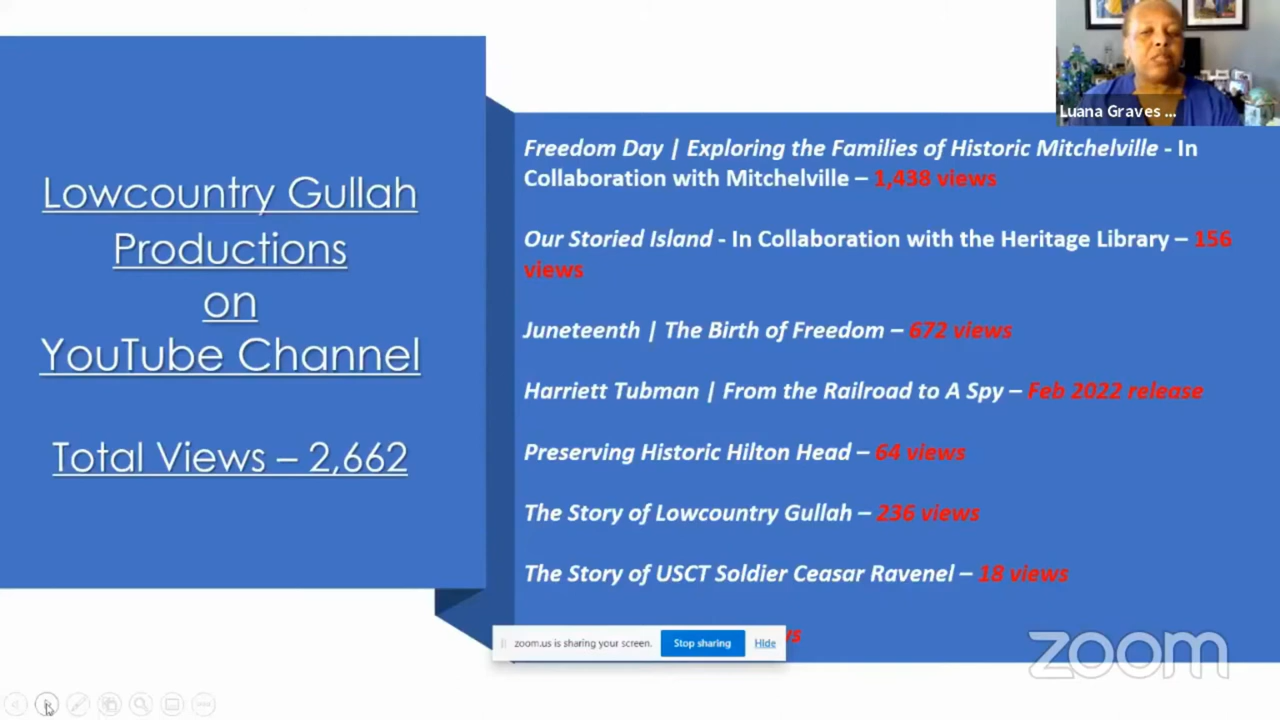 Luana Graves ...
Lowcountry Gullah
Productions
on
YouTube Channel
Total Views – 2,662
Freedom Day | Exploring the Families of Historic Mitchelville - In
Collaboration with Mitchelville – 1,438 views
Our Storied Island - In Collaboration with the Heritage Library – 156
views
Juneteenth | The Birth of Freedom – 672 views
Harriett Tubman | From the Railroad to A Spy – Feb 2022 release
Preserving Historic Hilton Head – 64 views
The Story of Lowcountry Gullah – 236 views
The Story of USCT Soldier Ceasar Ravenel – 18 views
zoom.us is sharing your screen. Stop sharing Hide
zoom